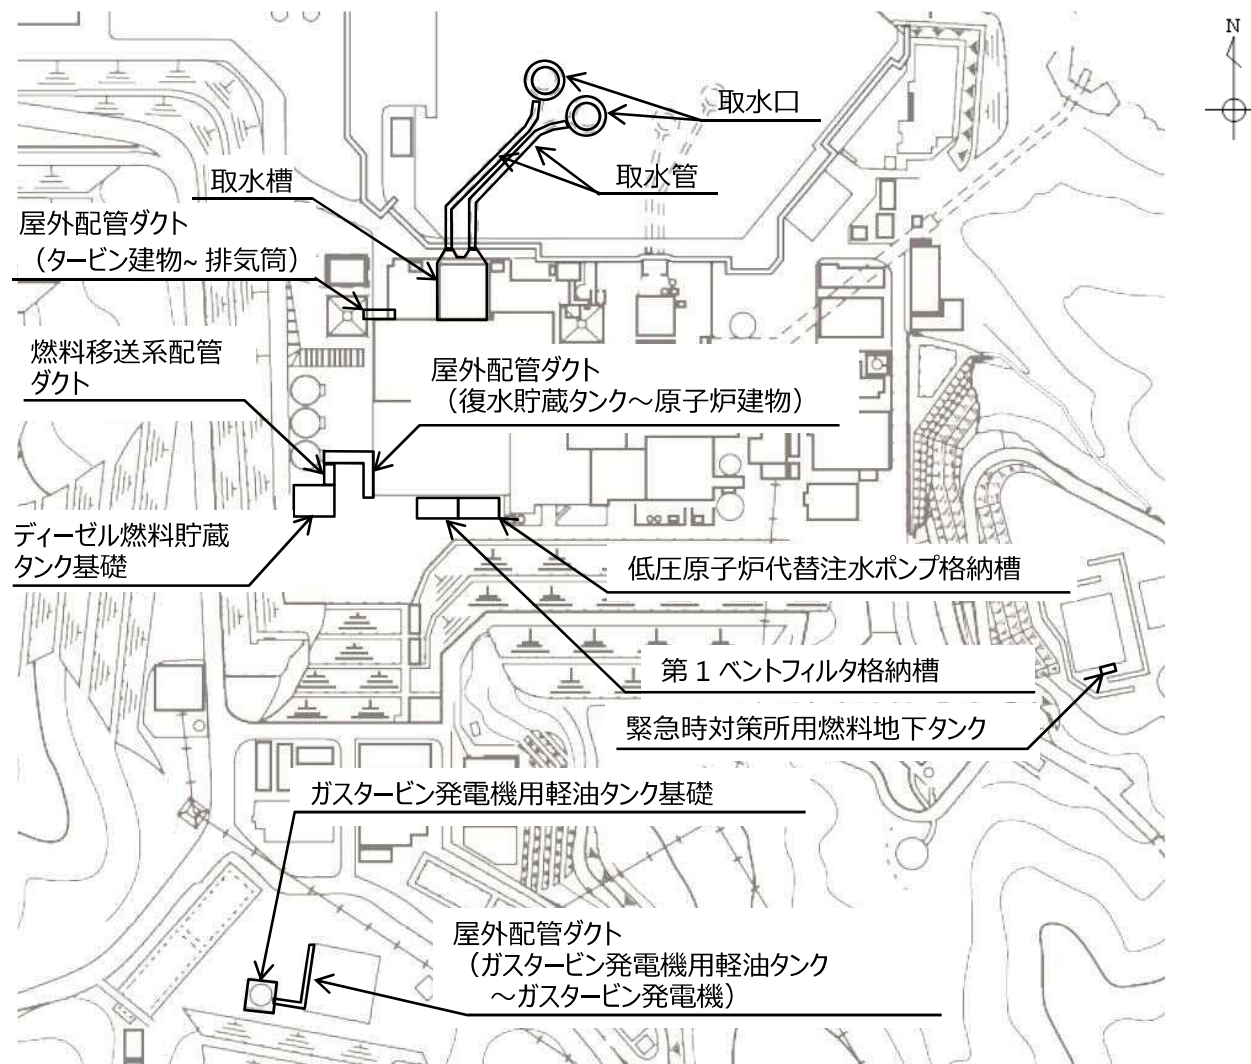 N
取水口
取水管
取水槽
屋外配管ダクト
（タービン建物~ 排気筒）
燃料移送系配管
ダクト
屋外配管ダクト
（復水貯蔵タンク～原子炉建物）
ディーゼル燃料貯蔵
タンク基礎
低圧原子炉代替注水ポンプ格納槽
第１ベントフィルタ格納槽
緊急時対策所用燃料地下タンク
ガスタービン発電機用軽油タンク基礎
屋外配管ダクト
（ガスタービン発電機用軽油タンク
～ガスタービン発電機）